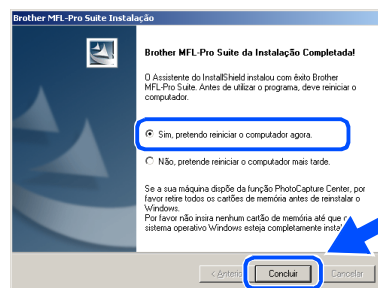 Brother MFL-Pro Suite Instalação
Brother MFL-Pro Suite da Instalação Completada!
O Assistente do InstallShield instalou com êxito Brother
MFL-Pro Suite. Antes de utilizar o programa, deve reiniciar o
computador.
Sim, pretendo reiniciar o computador agora.
Não, pretende reiniciar o computador mais tarde.
Se a sua máquina dispõe da função PhotoCapture Center, por
favor retire todos os cartões de memória antes de reinstalar o
Windows.
Por favor não insira nenhum cartão de memória até que o
sistema operativo Windows esteja completamente
< Anterior Concluir Cancelar